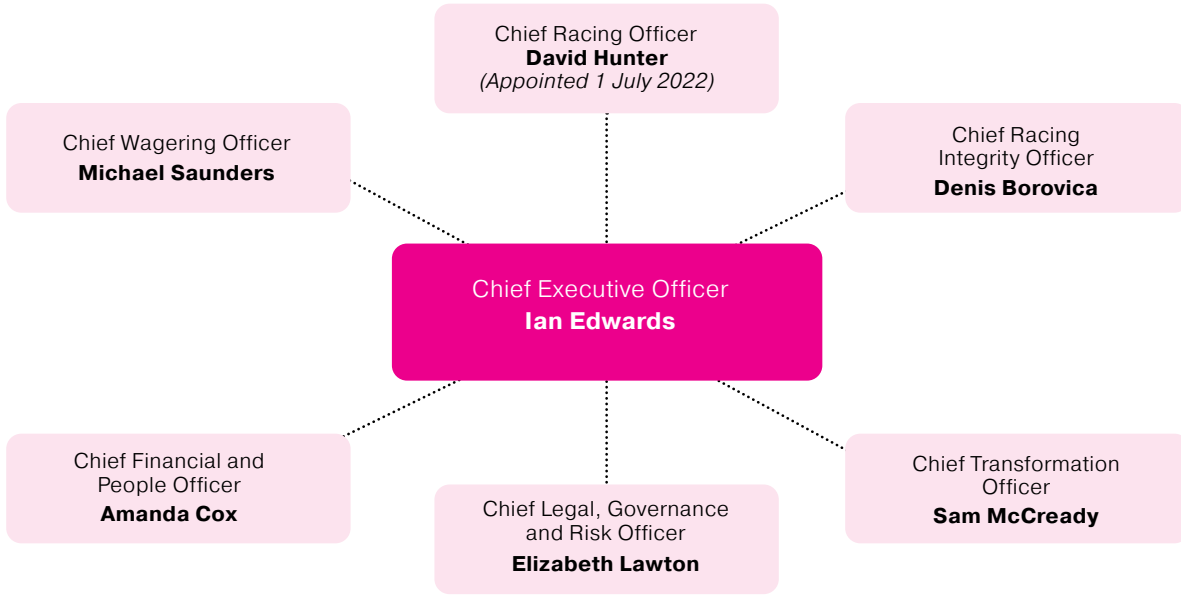 Chief Racing Officer
David Hunter
(Appointed 1 July 2022)
Chief Wagering Officer
Michael Saunders
Chief Racing
Integrity Officer
Denis Borovica
Chief Executive Officer
Ian Edwards
Chief Financial and
People Officer
Amanda Cox
Chief Legal, Governance
and Risk Officer
Elizabeth Lawton
Chief Transformation
Officer
Sam McCready